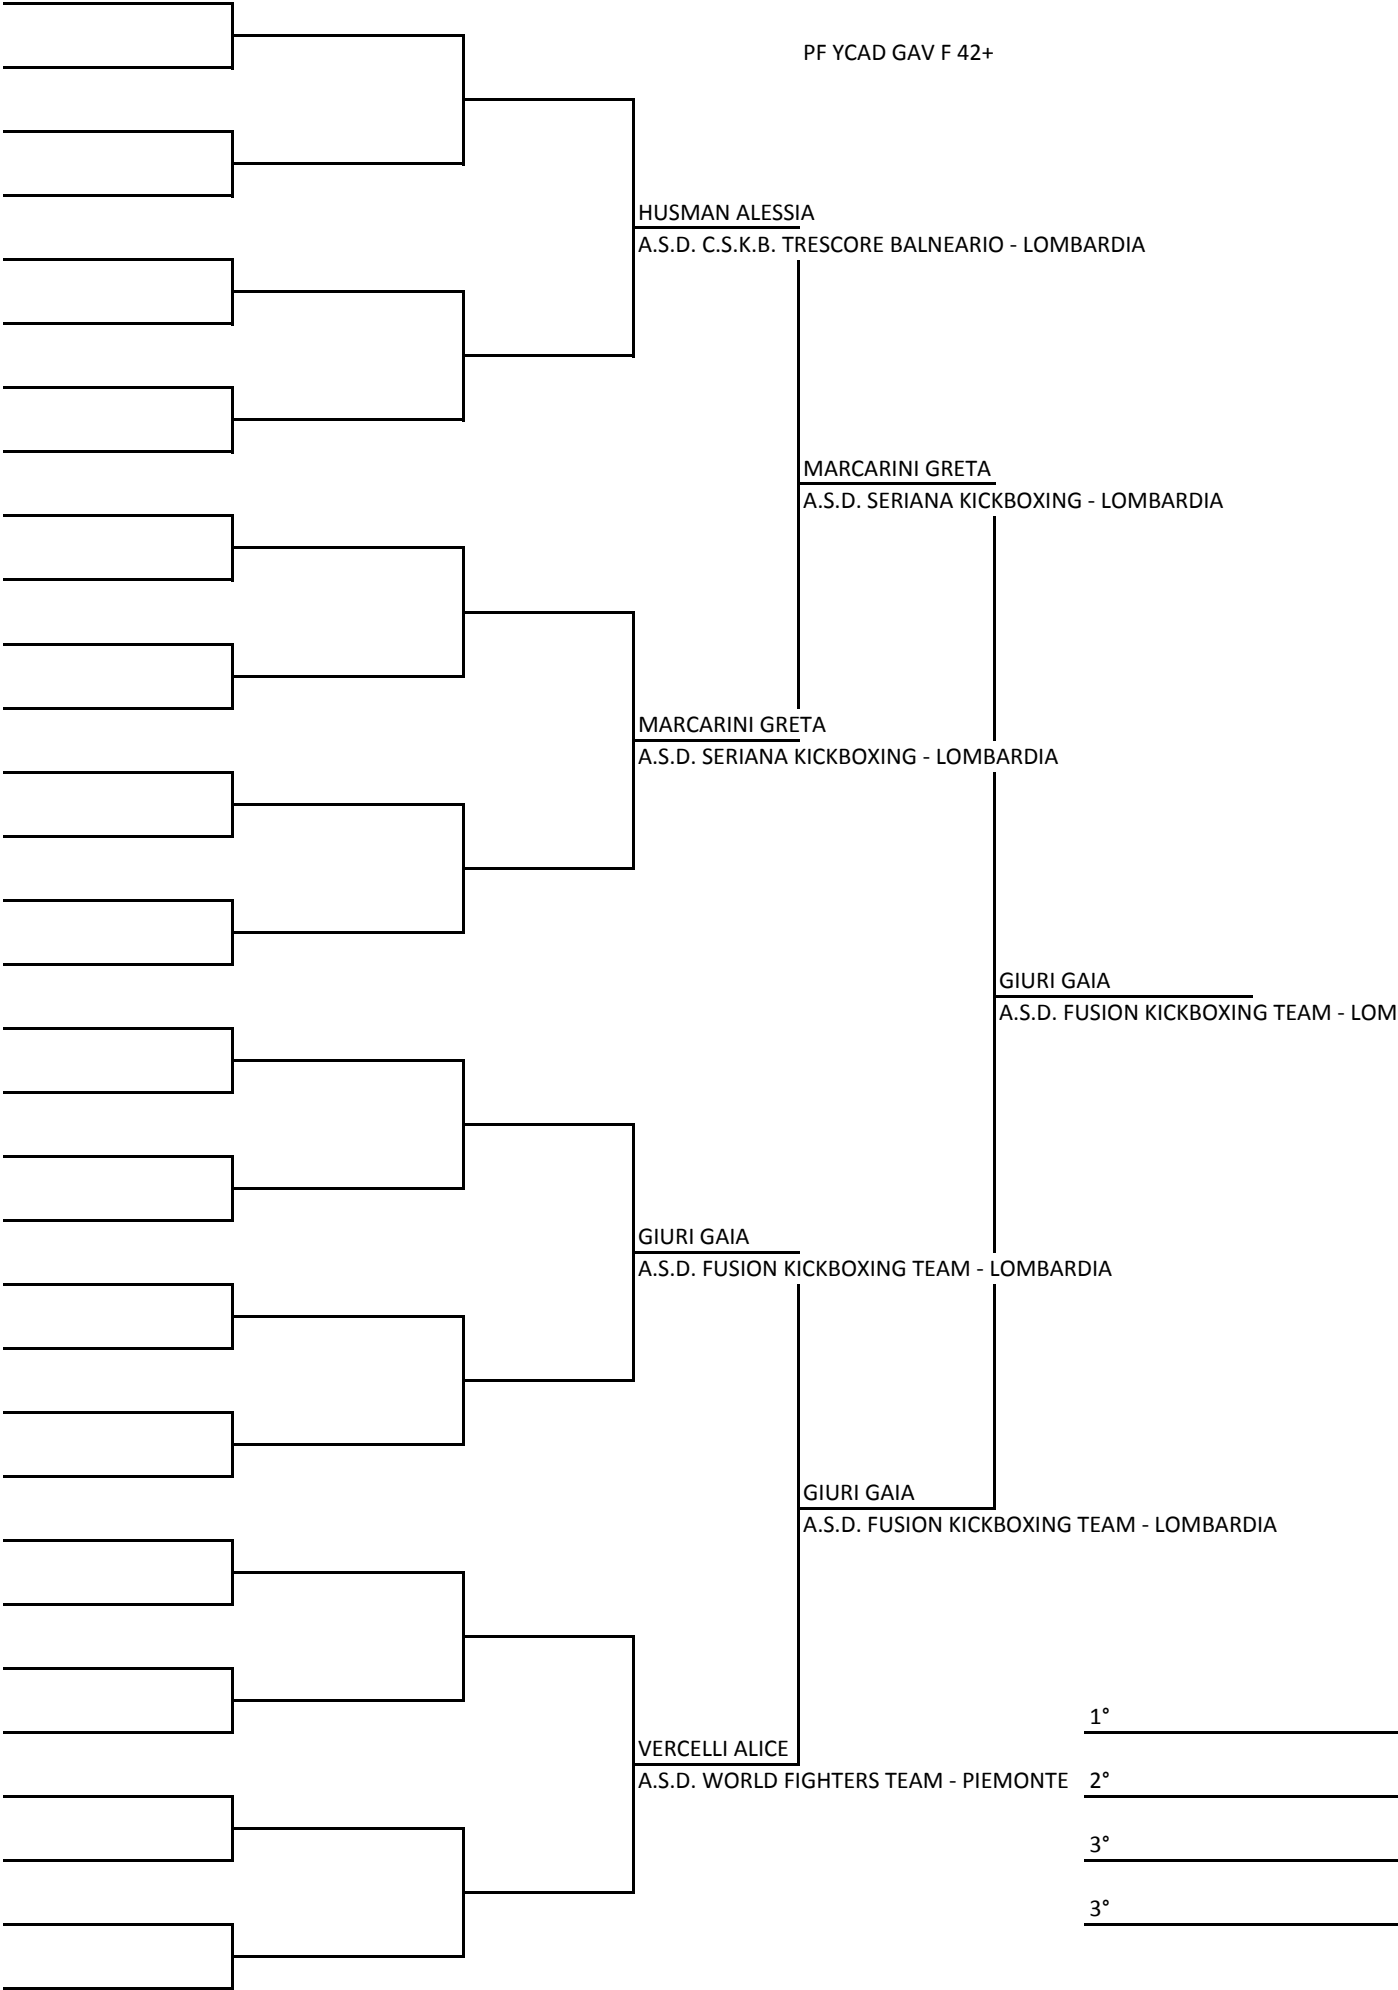 PF YCAD GAV F 42+
HUSMAN ALESSIA
A.S.D. C.S.K.B. TRESCORE BALNEARIO - LOMBARDIA
MARCARINI GRETA
A.S.D. SERIANA KICKBOXING - LOMBARDIA
MARCARINI GRETA
A.S.D. SERIANA KICKBOXING - LOMBARDIA
GIURI GAIA
A.S.D. FUSION KICKBOXING TEAM - LOM
GIURI GAIA
A.S.D. FUSION KICKBOXING TEAM - LOMBARDIA
GIURI GAIA
A.S.D. FUSION KICKBOXING TEAM - LOMBARDIA
1°
VERCELLI ALICE
A.S.D. WORLD FIGHTERS TEAM - PIEMONTE 2°
3°
3°